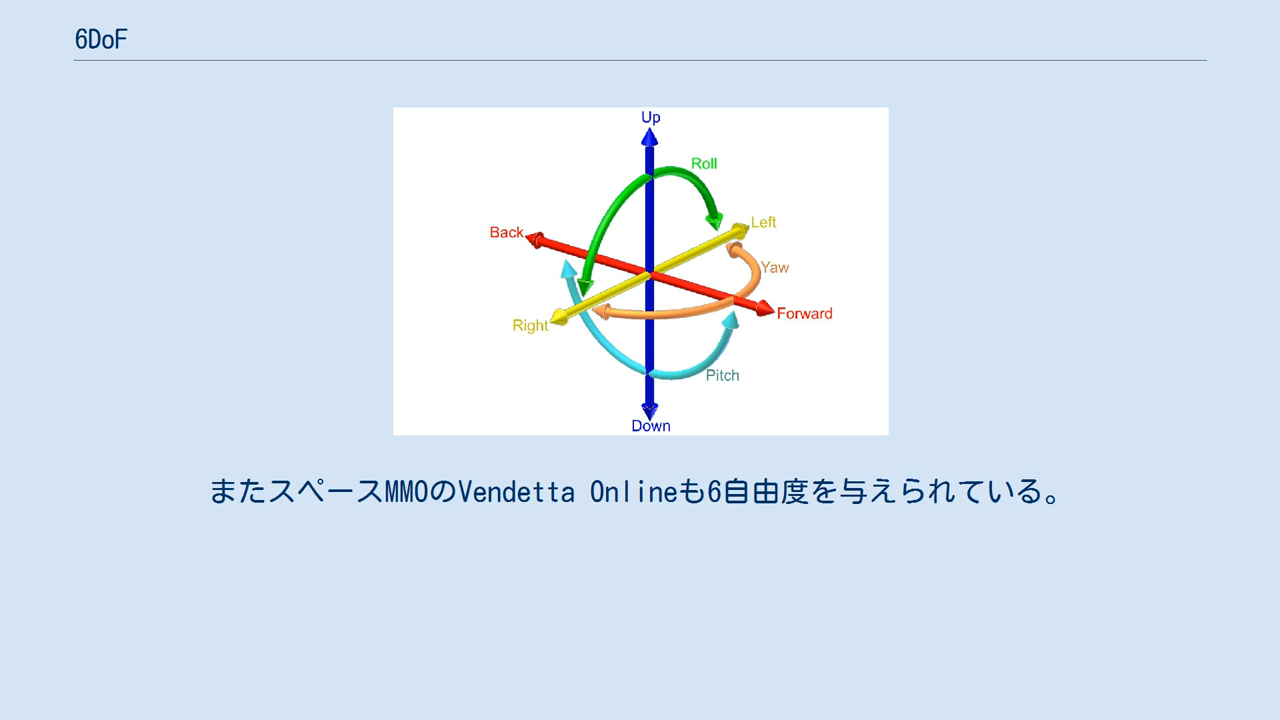 6DoF
Up
Roll
Left
Back
Yaw
Forward
Right
Pitch
Down
またスペースMMOのVendetta Onlineも6自由度を与えられている。